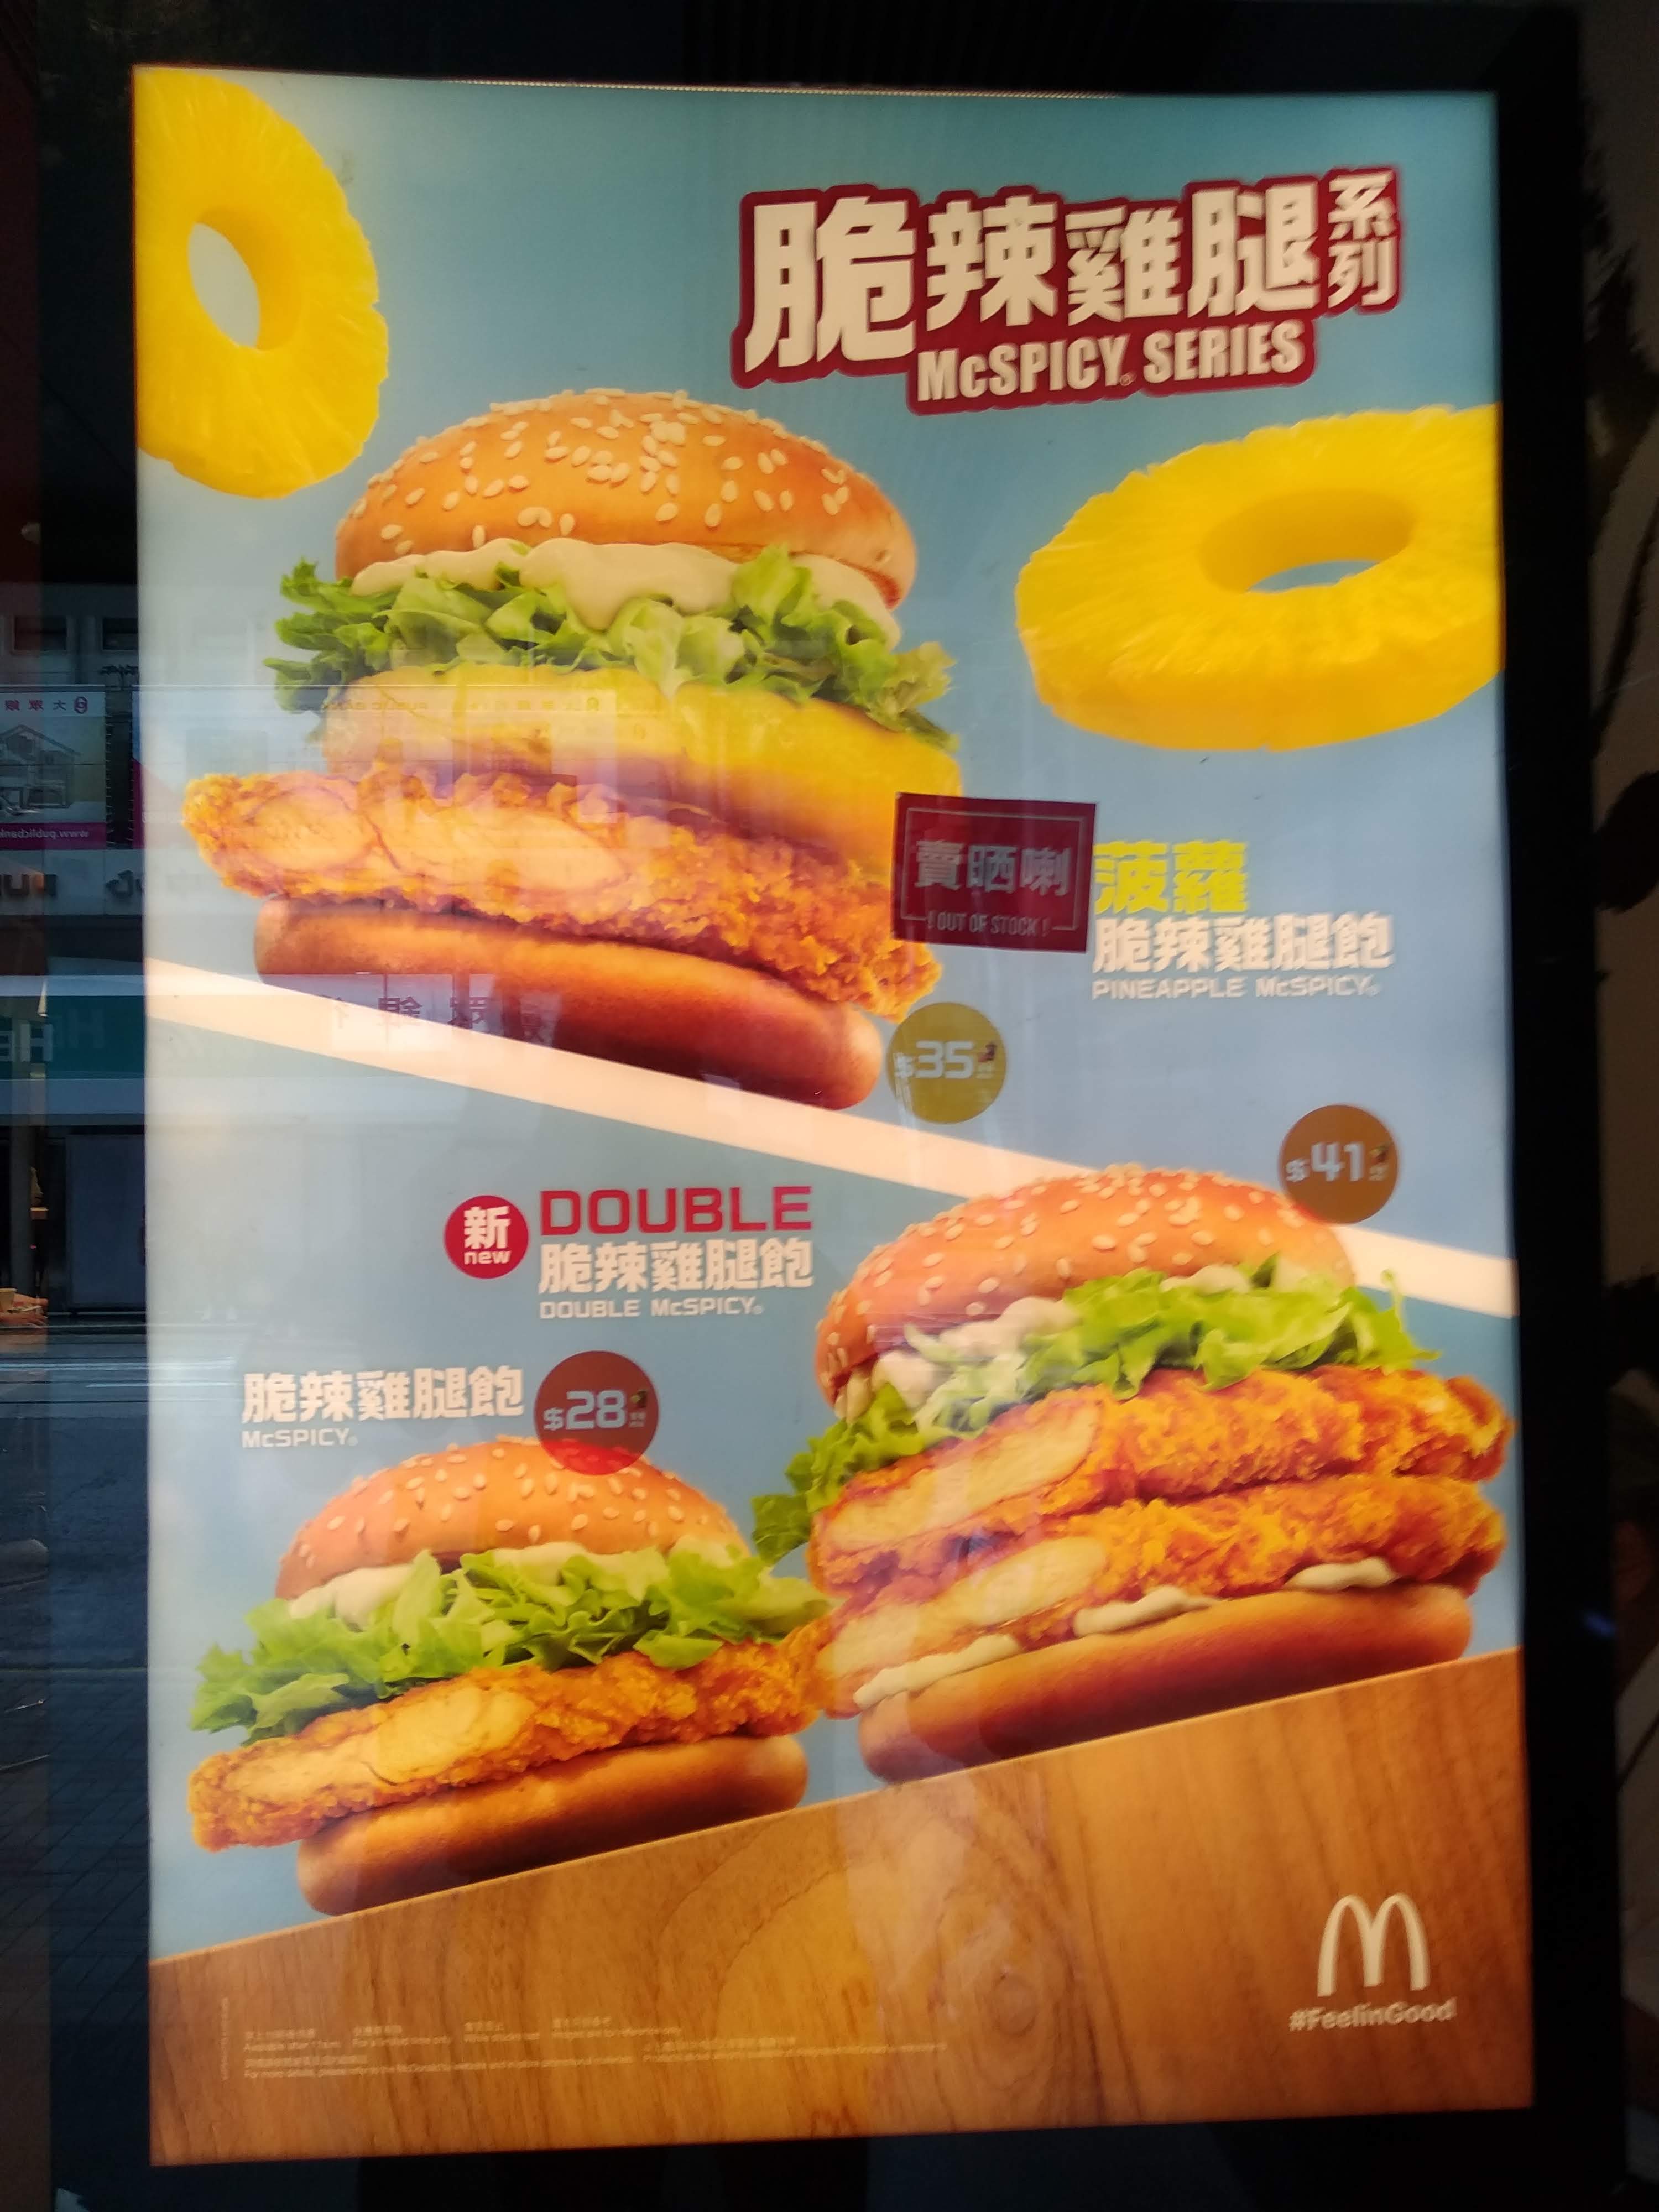 脆辣雞腿系列
McSPICY® SERIES
賣晒喇
! OUT OF STOCK !
菠蘿
脆辣雞腿飽
PINEAPPLE McSPICY®
$35
$41
新
new
DOUBLE
脆辣雞腿飽
DOUBLE McSPICY®
脆辣雞腿飽
McSPICY®
$28
#FeelinGood